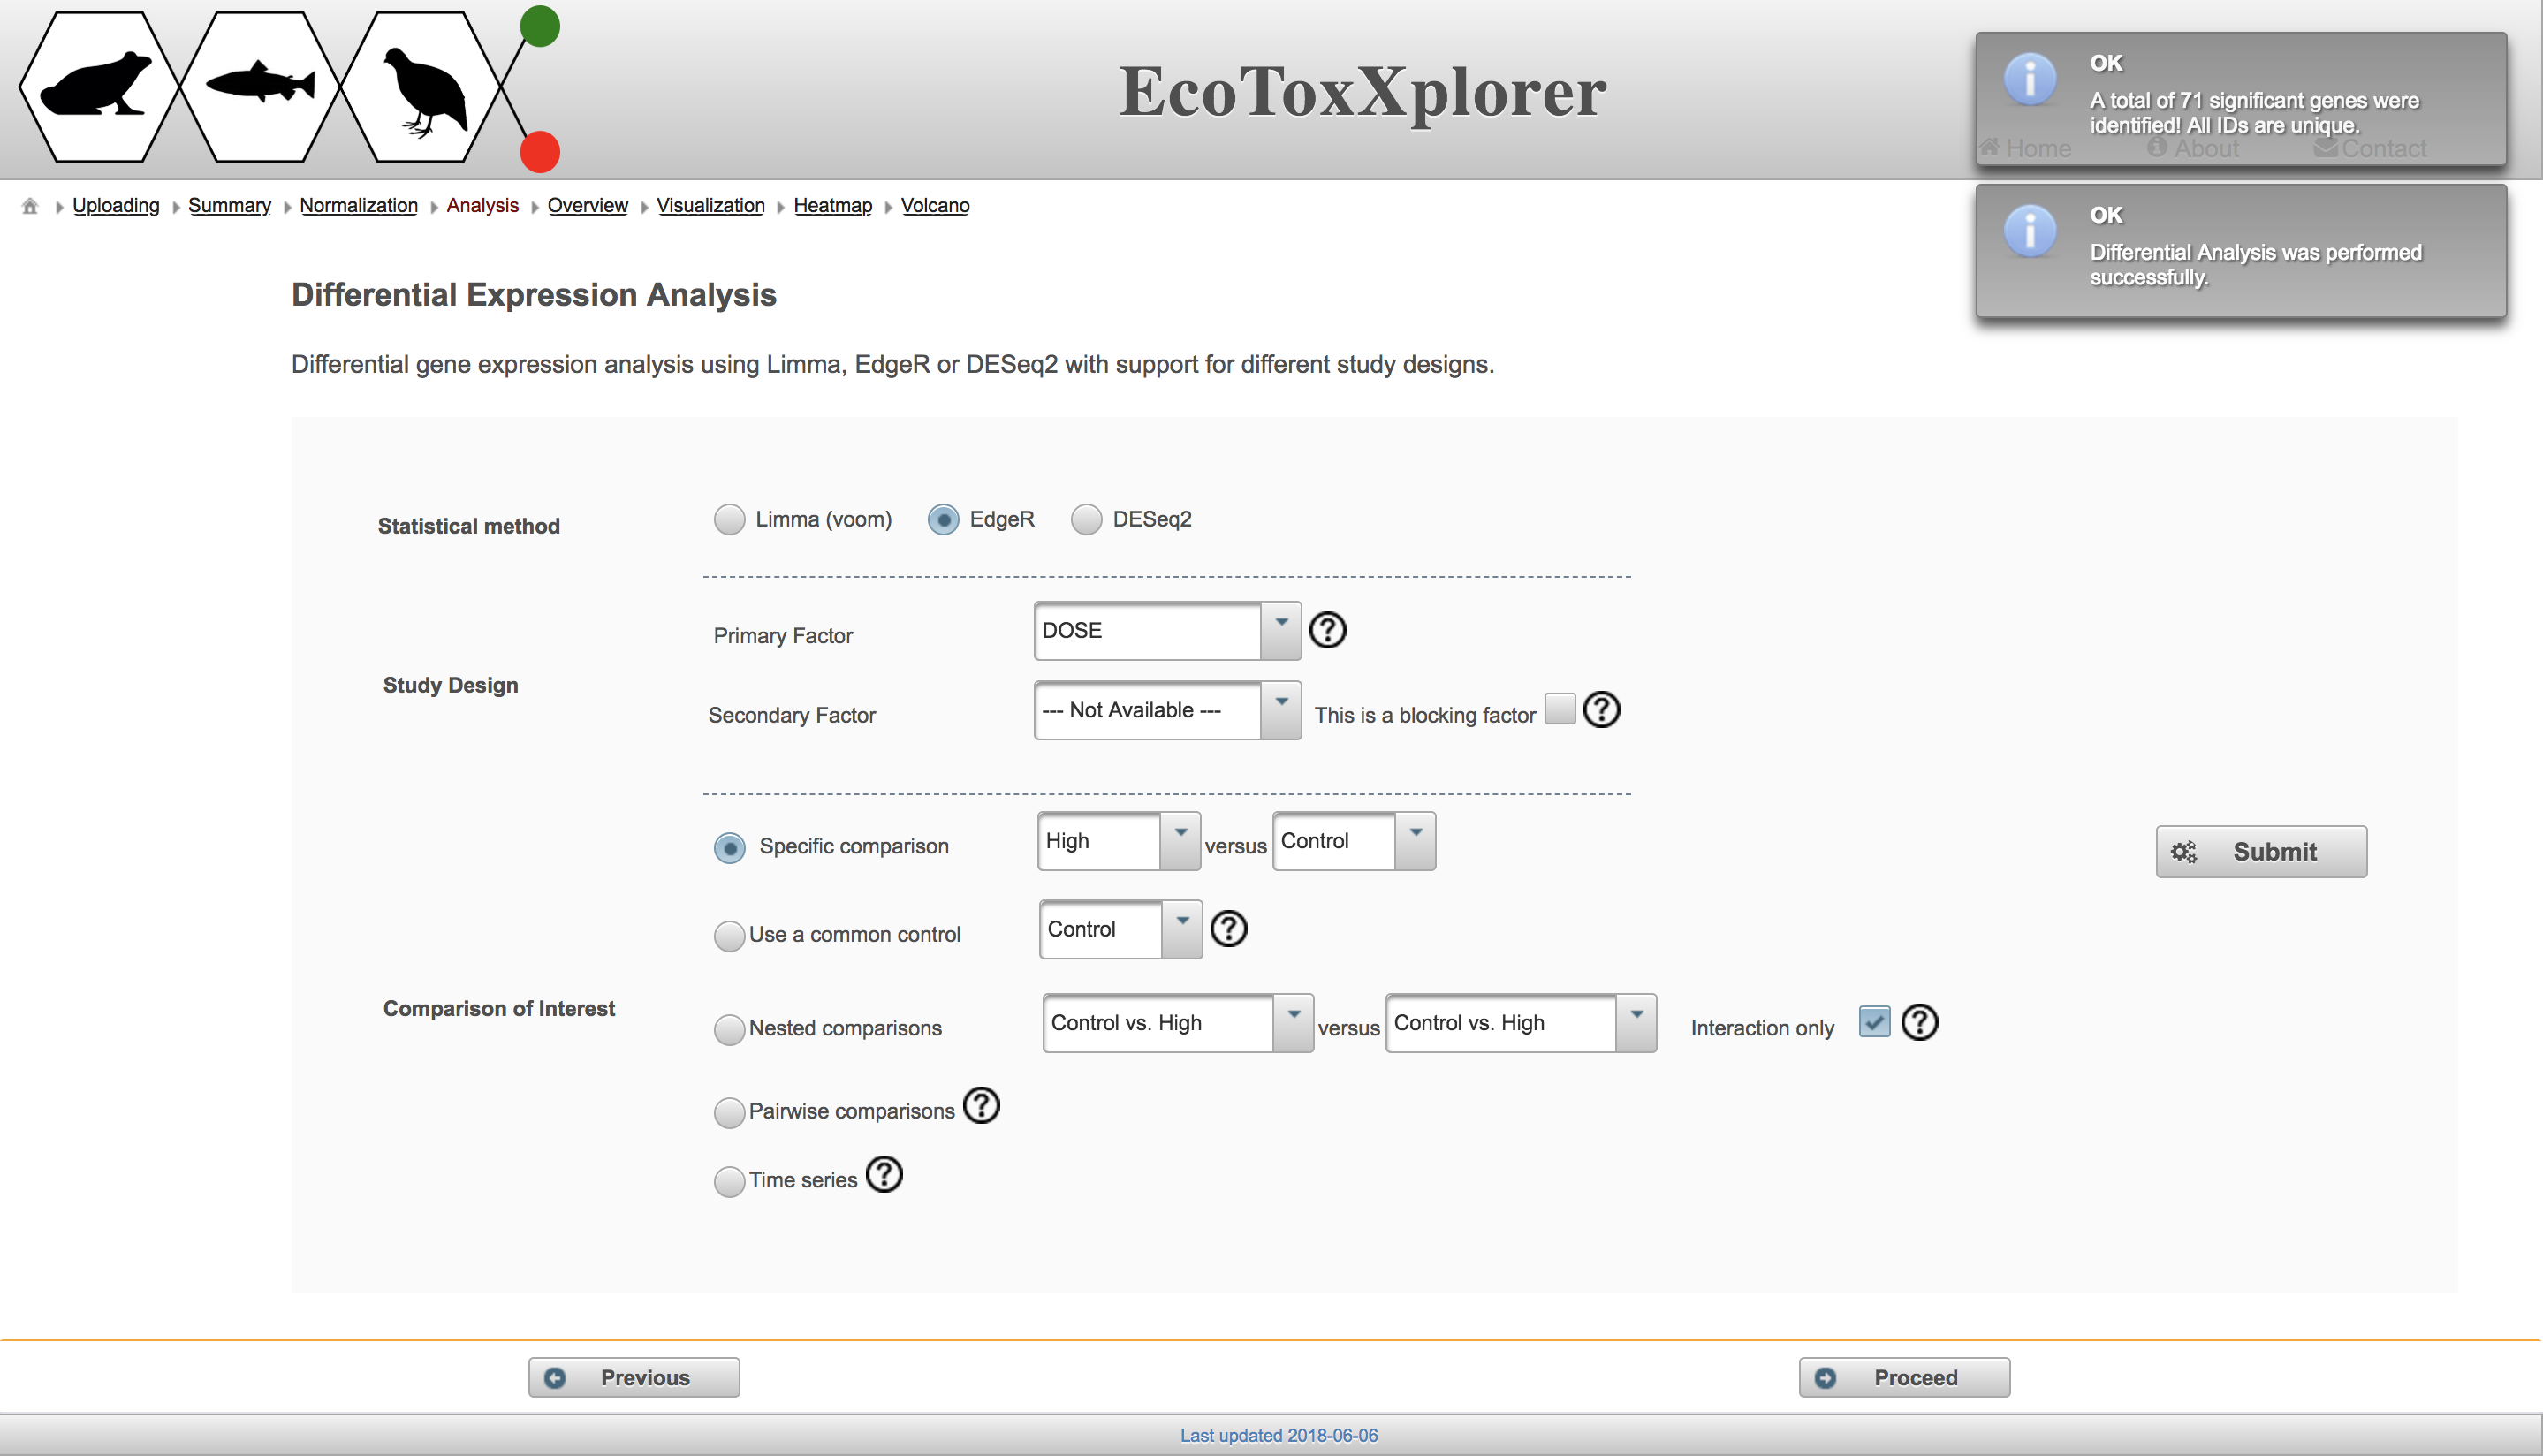 EcoToxXplorer
OK
A total of 71 significant genes were
identified! All IDs are unique.
Home About Contact
Uploading Summary Normalization Analysis Overview Visualization Heatmap Volcano
OK
Differential Analysis was performed
successfully.
Differential Expression Analysis
Differential gene expression analysis using Limma, EdgeR or DESeq2 with support for different study designs.
Statistical method
Limma (voom) EdgeR DESeq2
Study Design
Primary Factor DOSE ?
Secondary Factor --- Not Available --- This is a blocking factor ?
Comparison of Interest
Specific comparison High versus Control
Use a common control Control ?
Nested comparisons Control vs. High versus Control vs. High Interaction only ?
Pairwise comparisons ?
Time series ?
Submit
Previous Proceed
Last updated 2018-06-06